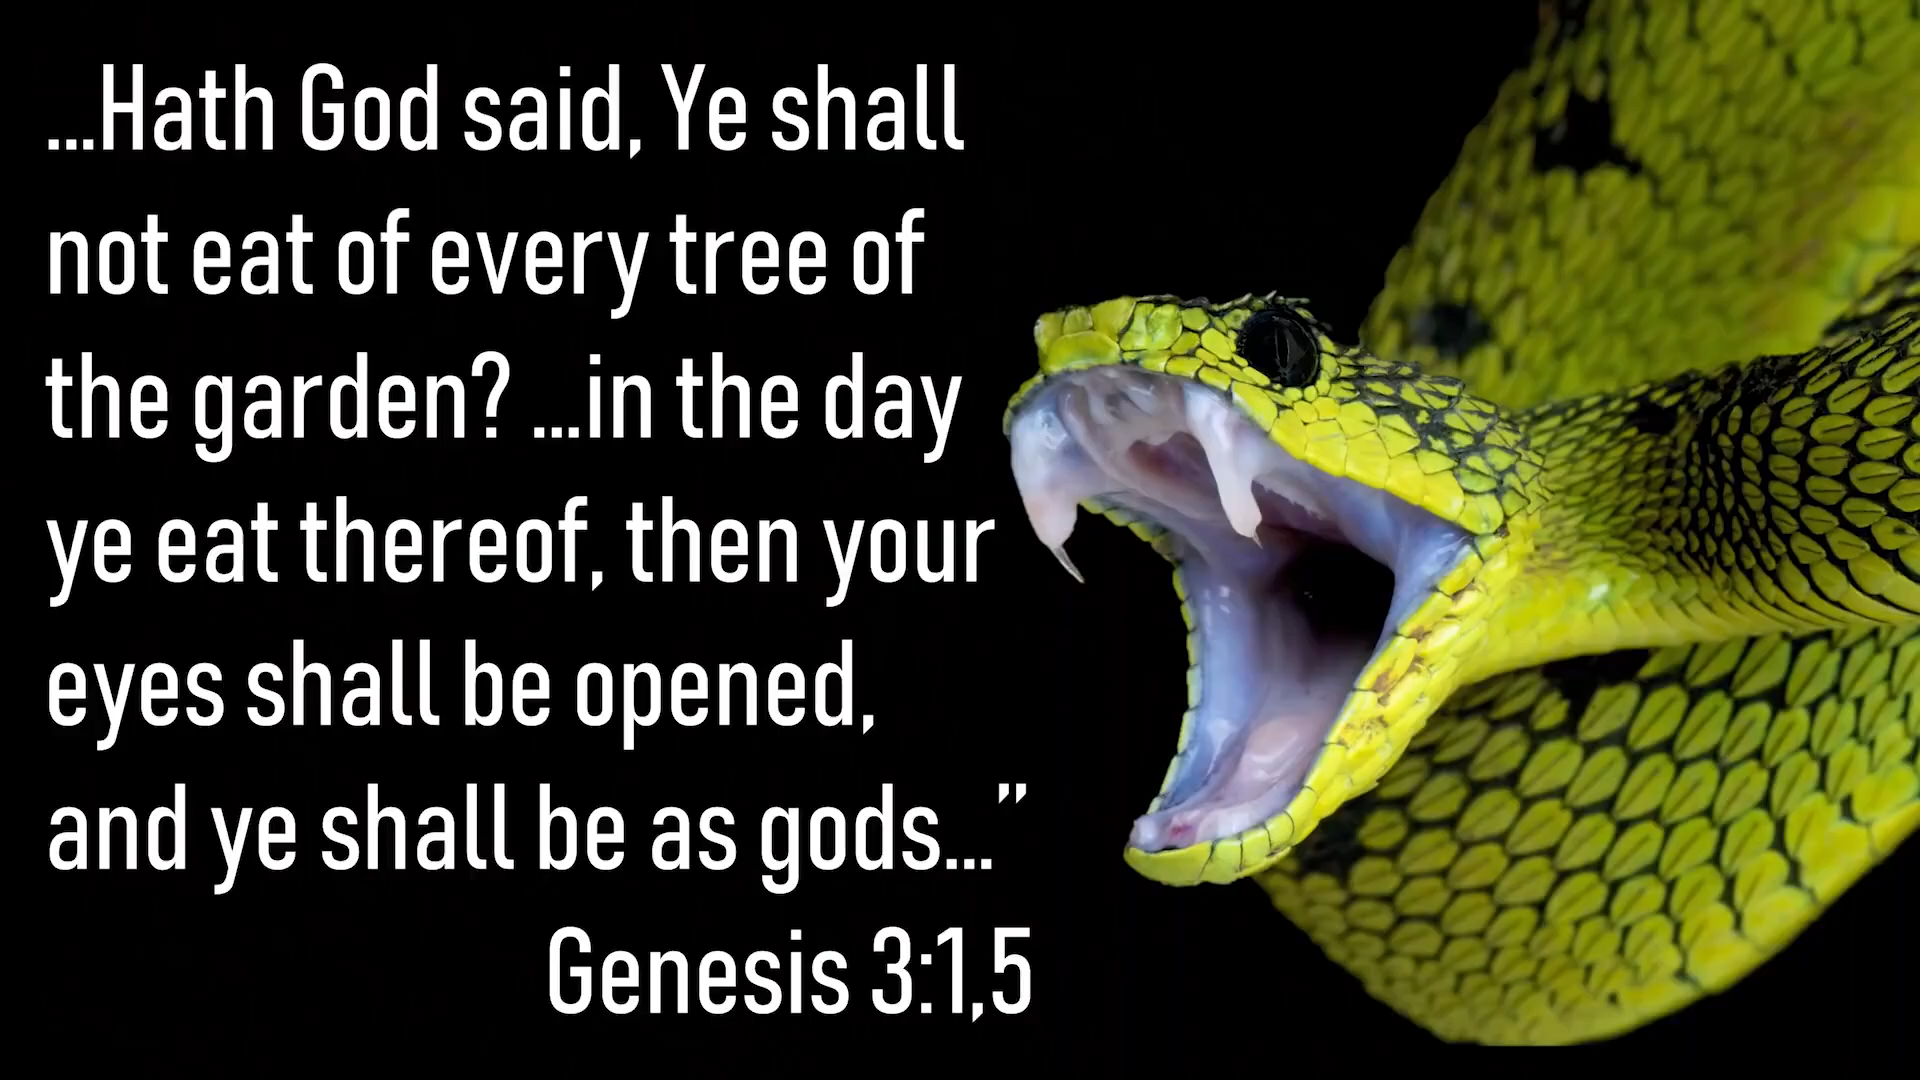 ...Hath God said, Ye shall
not eat of every tree of
the garden? ...in the day
ye eat thereof, then your
eyes shall be opened,
and ye shall be as gods...”
Genesis 3:1,5